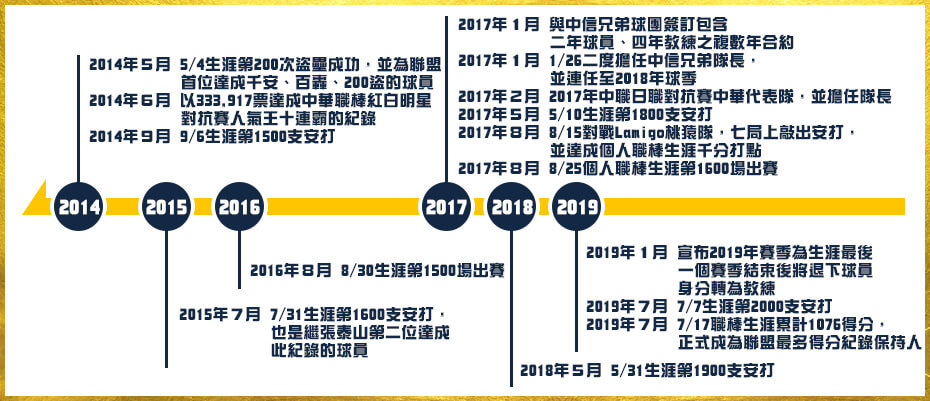 2014年5月 5/4生涯第200次盜壘成功，並為聯盟
首位達成千安、百轟、200盜的球員
2014年6月 以333,917票達成中華職棒紅白明星
對抗賽人氣王十連霸的紀錄
2014年9月 9/6生涯第1500支安打
2017年1月 與中信兄弟球團簽訂包含
二年球員、四年教練之複數年合約
2017年1月 1/26二度擔任中信兄弟隊長，
並連任至2018年球季
2017年2月 2017年中職日職對抗賽中華代表隊，並擔任隊長
2017年5月 5/10生涯第1800支安打
2017年8月 8/15對戰Lamigo桃猿隊，七局上敲出安打，
並達成個人職棒生涯千分打點
2017年8月 8/25個人職棒生涯第1600場出賽
2014
2015
2016
2017
2018
2019
2016年8月 8/30生涯第1500場出賽
2015年7月 7/31生涯第1600支安打，
也是繼張泰山第二位達成
此紀錄的球員
2019年1月 宣布2019年賽季為生涯最後
一個賽季結束後將退下球員
身分轉為教練
2019年7月 7/7生涯第2000支安打
2019年7月 7/17職棒生涯累計1076得分，
正式成為聯盟最多得分紀錄保持人
2018年5月 5/31生涯第1900支安打